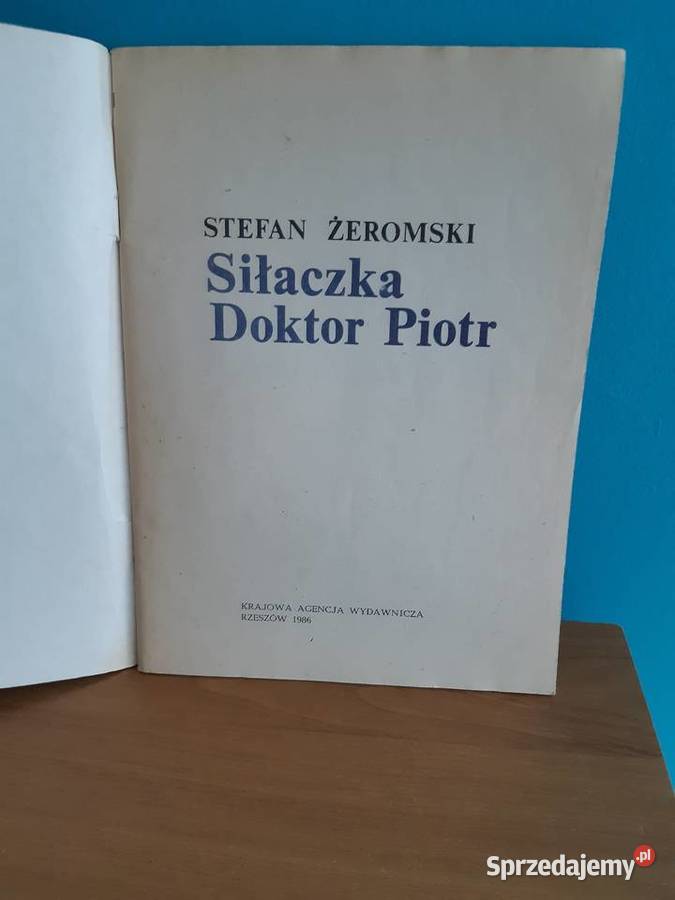 STEFAN ŻEROMSKI
Siłaczka
Doktor Piotr
KRAJOWA AGENCJA WYDAWNICZA
RZESZÓW 1986
Sprzedajemy.pl